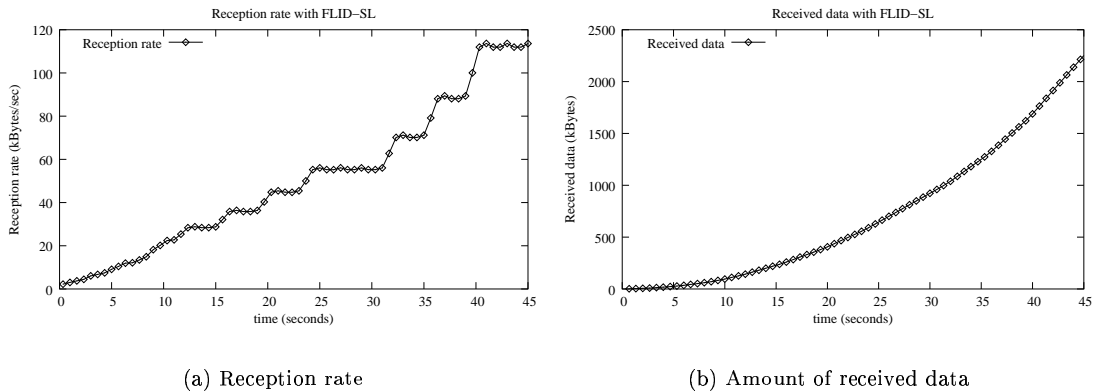 Reception rate with FLID-SL
Reception rate
120
100
80
60
40
20
0
Reception rate (kBytes/sec)
0 5 10 15 20 25 30 35 40 45
time (seconds)
(a) Reception rate
Received data with FLID-SL
Received data
2500
2000
1500
1000
500
0
Received data (kBytes)
0 5 10 15 20 25 30 35 40 45
time (seconds)
(b) Amount of received data